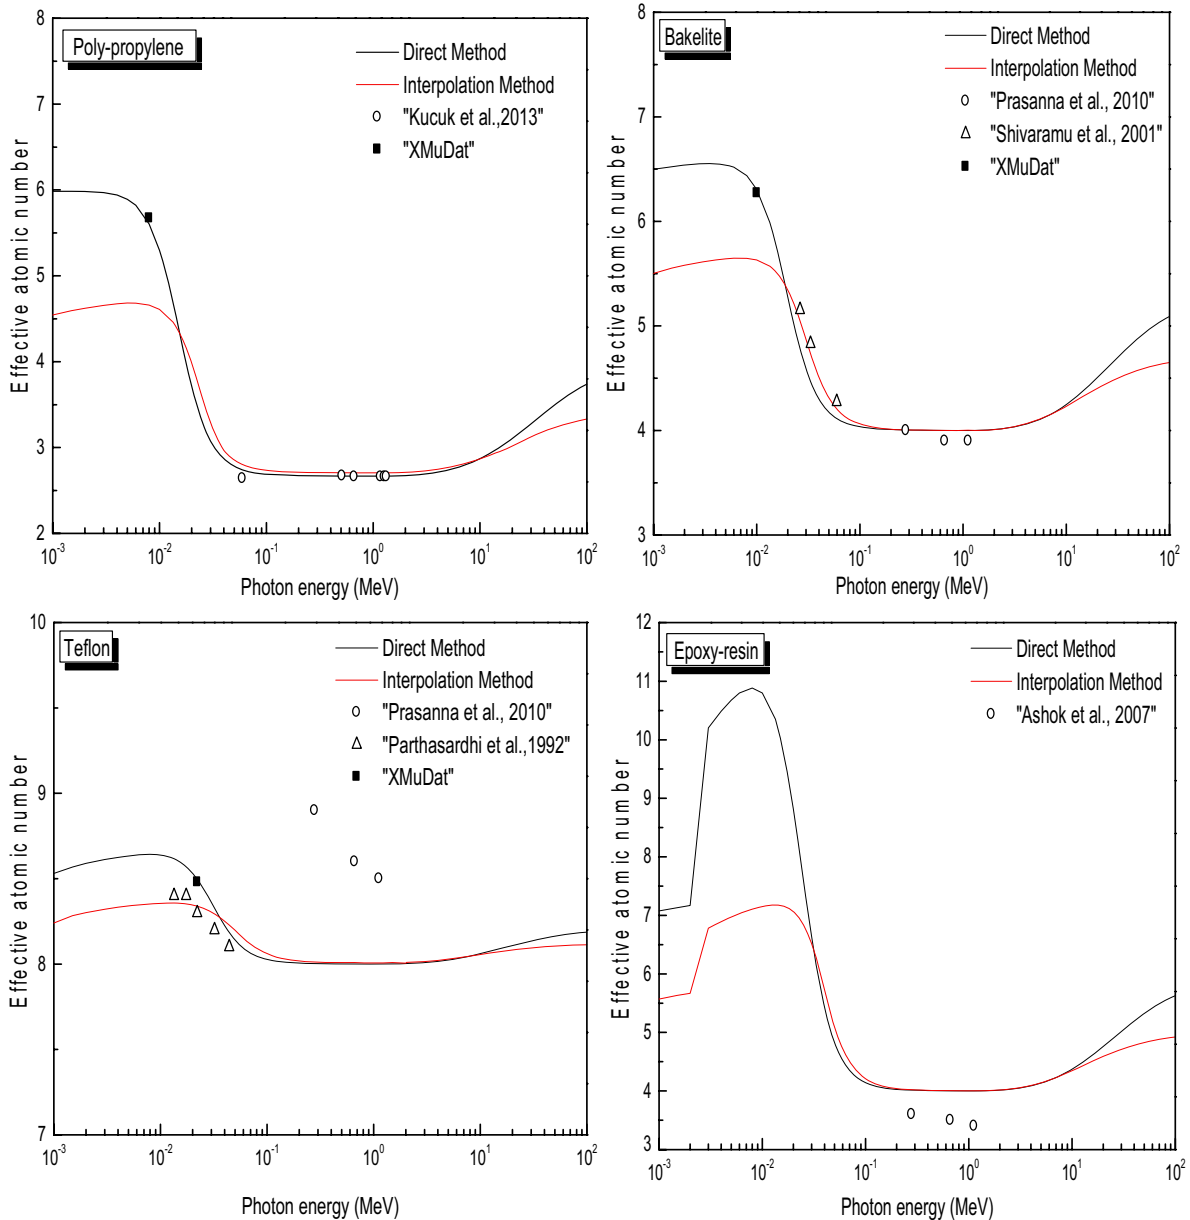 Poly-propylene
Direct Method
Interpolation Method
"Kucuk et al.,2013"
"XMuDat"
8
7
6
5
4
3
2
Effective atomic number
10-3 10-2 10-1 100 101 102
Photon energy (MeV)
Bakelite
Direct Method
Interpolation Method
"Prasanna et al., 2010"
"Shivaramu et al., 2001"
"XMuDat"
8
7
6
5
4
3
Effective atomic number
10-3 10-2 10-1 100 101 102
Photon energy (MeV)
Teflon
Direct Method
Interpolation Method
"Prasanna et al., 2010"
"Parthasardhi et al.,1992"
"XMuDat"
10
9
8
7
Effective atomic number
10-3 10-2 10-1 100 101 102
Photon energy (MeV)
Epoxy-resin
Direct Method
Interpolation Method
"Ashok et al., 2007"
12
11
10
9
8
7
6
5
4
3
Effective atomic number
10-3 10-2 10-1 100 101 102
Photon energy (MeV)